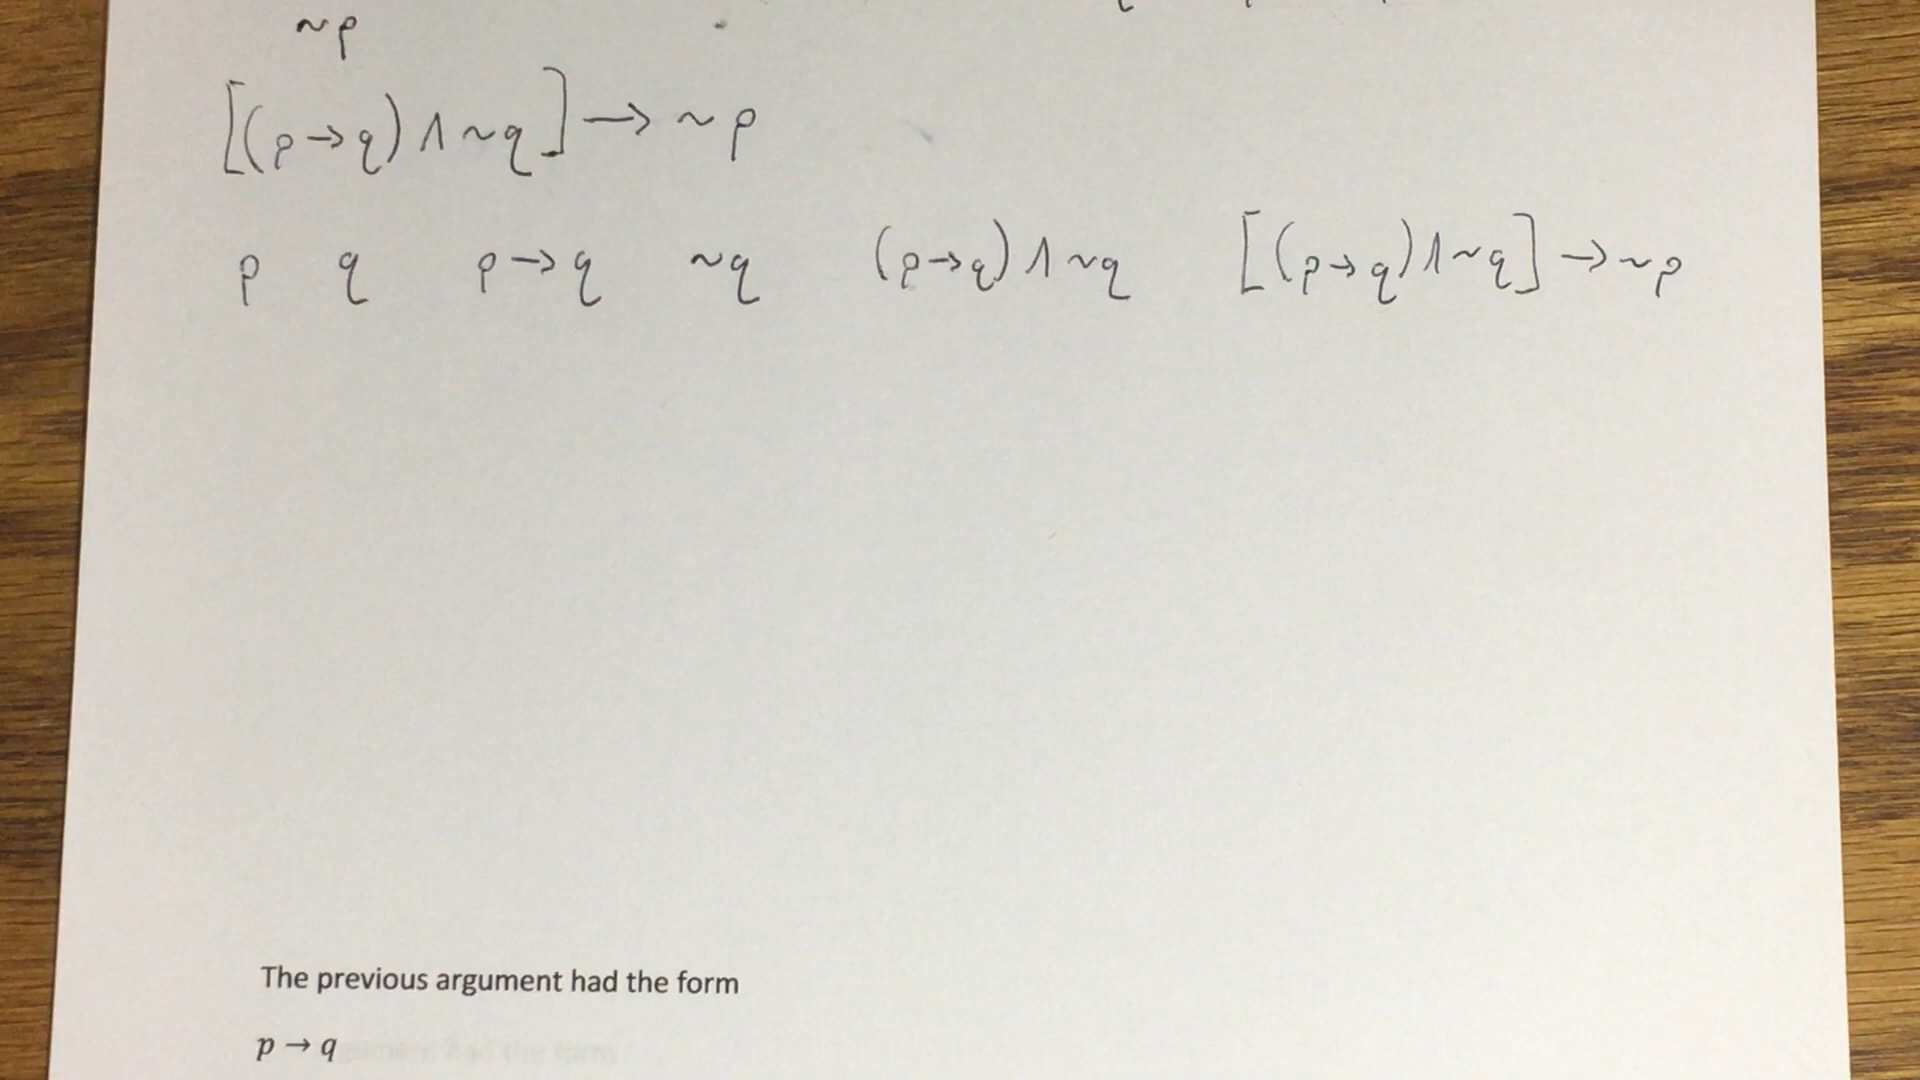 ~p
[(p→q)∧~q]→~p
p q p→q ~q (p→q)∧~q [(p→q)∧~q]→~p
The previous argument had the form
p → q